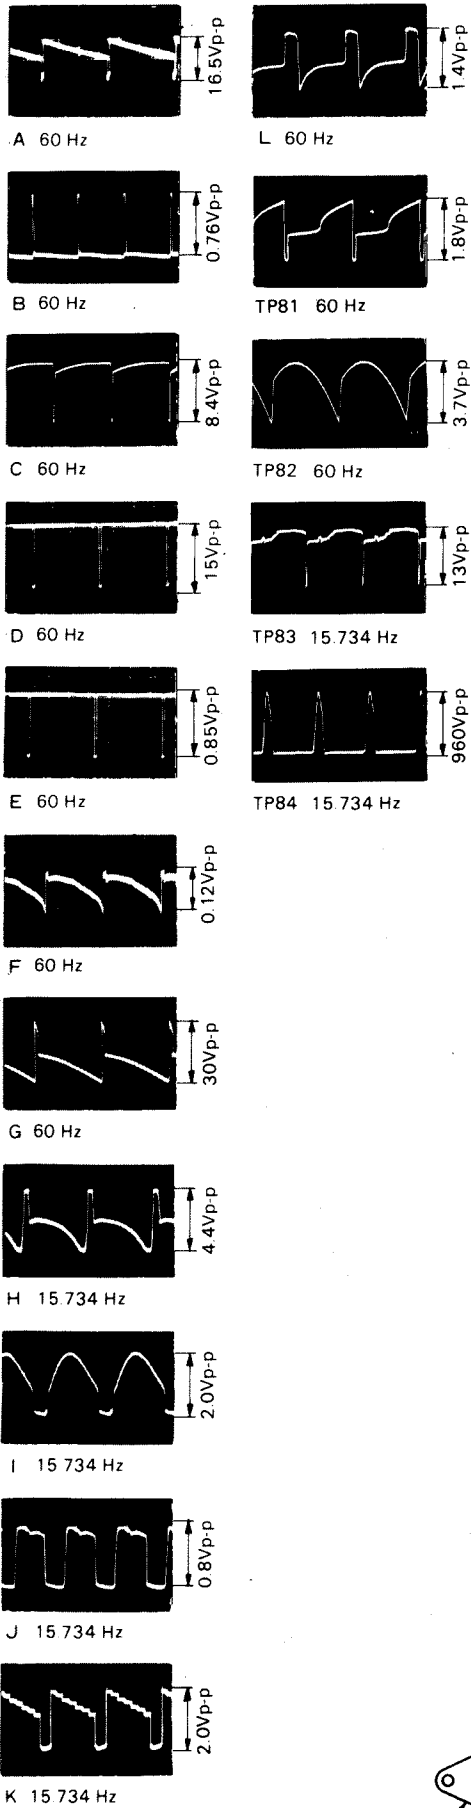 16.5Vp-p
A 60 Hz
0.76Vp-p
B 60 Hz
8.4Vp-p
C 60 Hz
15Vp-p
D 60 Hz
0.85Vp-p
E 60 Hz
0.12Vp-p
F 60 Hz
30Vp-p
G 60 Hz
4.4Vp-p
H 15.734 Hz
2.0Vp-p
I 15 734 Hz
0.8Vp-p
J 15.734 Hz
2.0Vp-p
K 15.734 Hz
1.4Vp-p
L 60 Hz
1.8Vp-p
TP81 60 Hz
3.7Vp-p
TP82 60 Hz
13Vp-p
TP83 15.734 Hz
960Vp-p
TP84 15.734 Hz